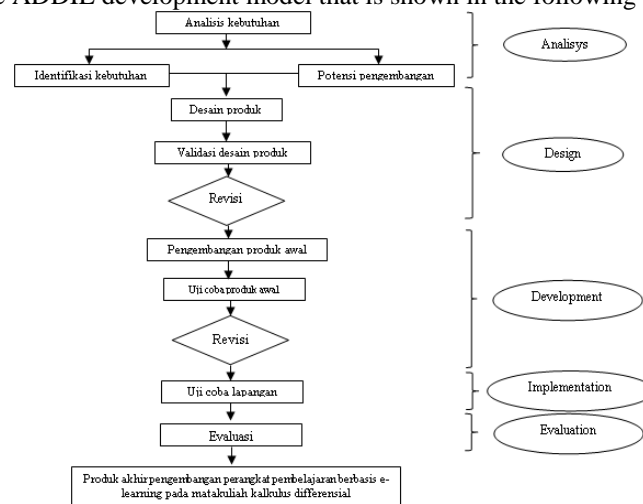 ADDIE development model that is shown in the following
Analisis kebutuhan
Analisys
Identifikasi kebutuhan
Potensi pengembangan
Desain produk
Validasi desain produk
Design
Revisi
Pengembangan produk awal
Uji coba produk awal
Development
Revisi
Uji coba lapangan
Implementation
Evaluasi
Evaluation
Produk akhir pengembangan perangkat pembelajaran berbasis e-
learning pada matakuliah kalkulus differensial